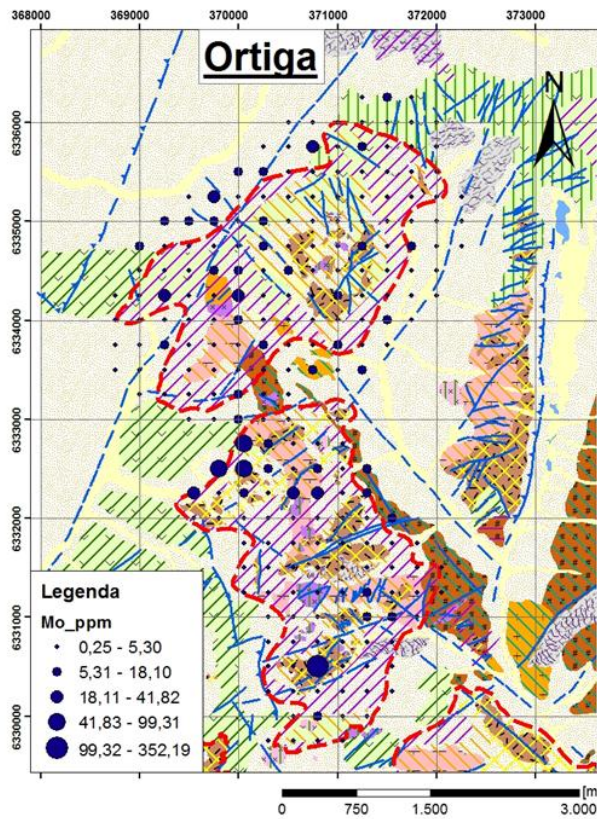 368000 369000 370000 371000 372000 373000
Ortiga
N
6336000
6335000
6334000
6333000
6332000
6331000
6330000
Legenda
Mo_ppm
0,25 - 5,30
5,31 - 18,10
18,11 - 41,82
41,83 - 99,31
99,32 - 352,19
[m
0 750 1.500 3.000